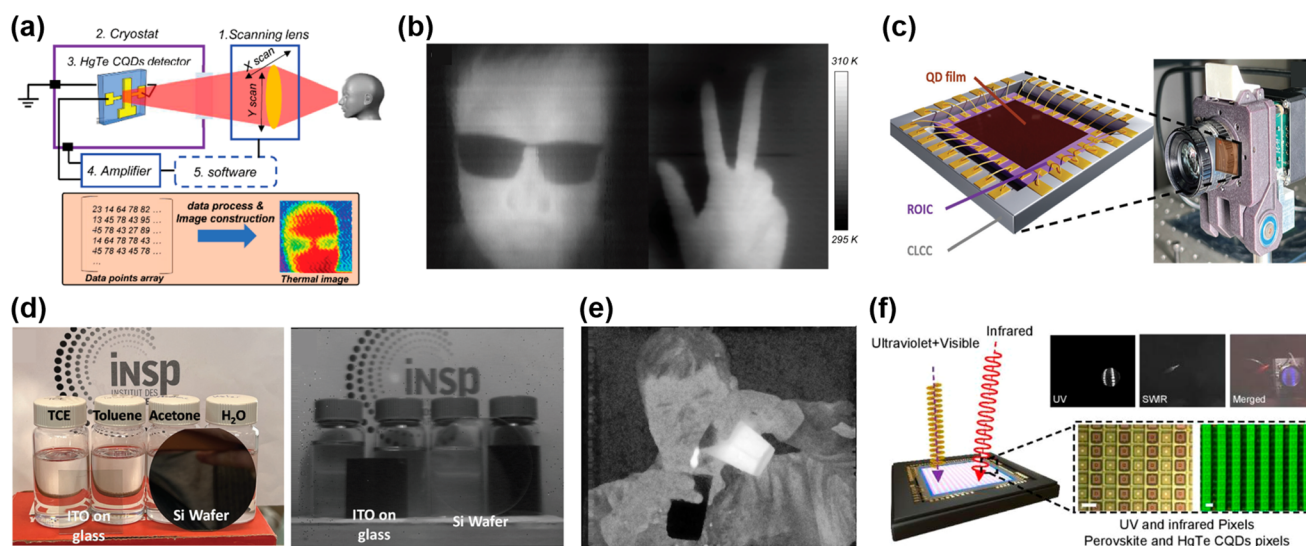 (a)
2. Cryostat
1.Scanning lens
3. HgTe CQDs detector
X scan
Y scan
4. Amplifier
5. software
23 14 64 78 82 ...
13 45 78 43 95 ...
45 78 43 27 89 ...
14 64 78 78 43 ...
45 78 43 45 78 ...
...
Data points array
data process &
Image construction
Thermal image
(b)
310 K
295 K
(c)
QD film
ROIC
CLCC
(d)
insp
INSTITUT DES
TCE
Toluene
Acetone
H₂O
ITO on
glass
Si Wafer
insp
INSTITUT DES
ITO on
glass
Si Wafer
(e)
(f)
Ultraviolet+Visible
Infrared
UV
SWIR
Merged
UV and infrared Pixels
Perovskite and HgTe CQDs pixels